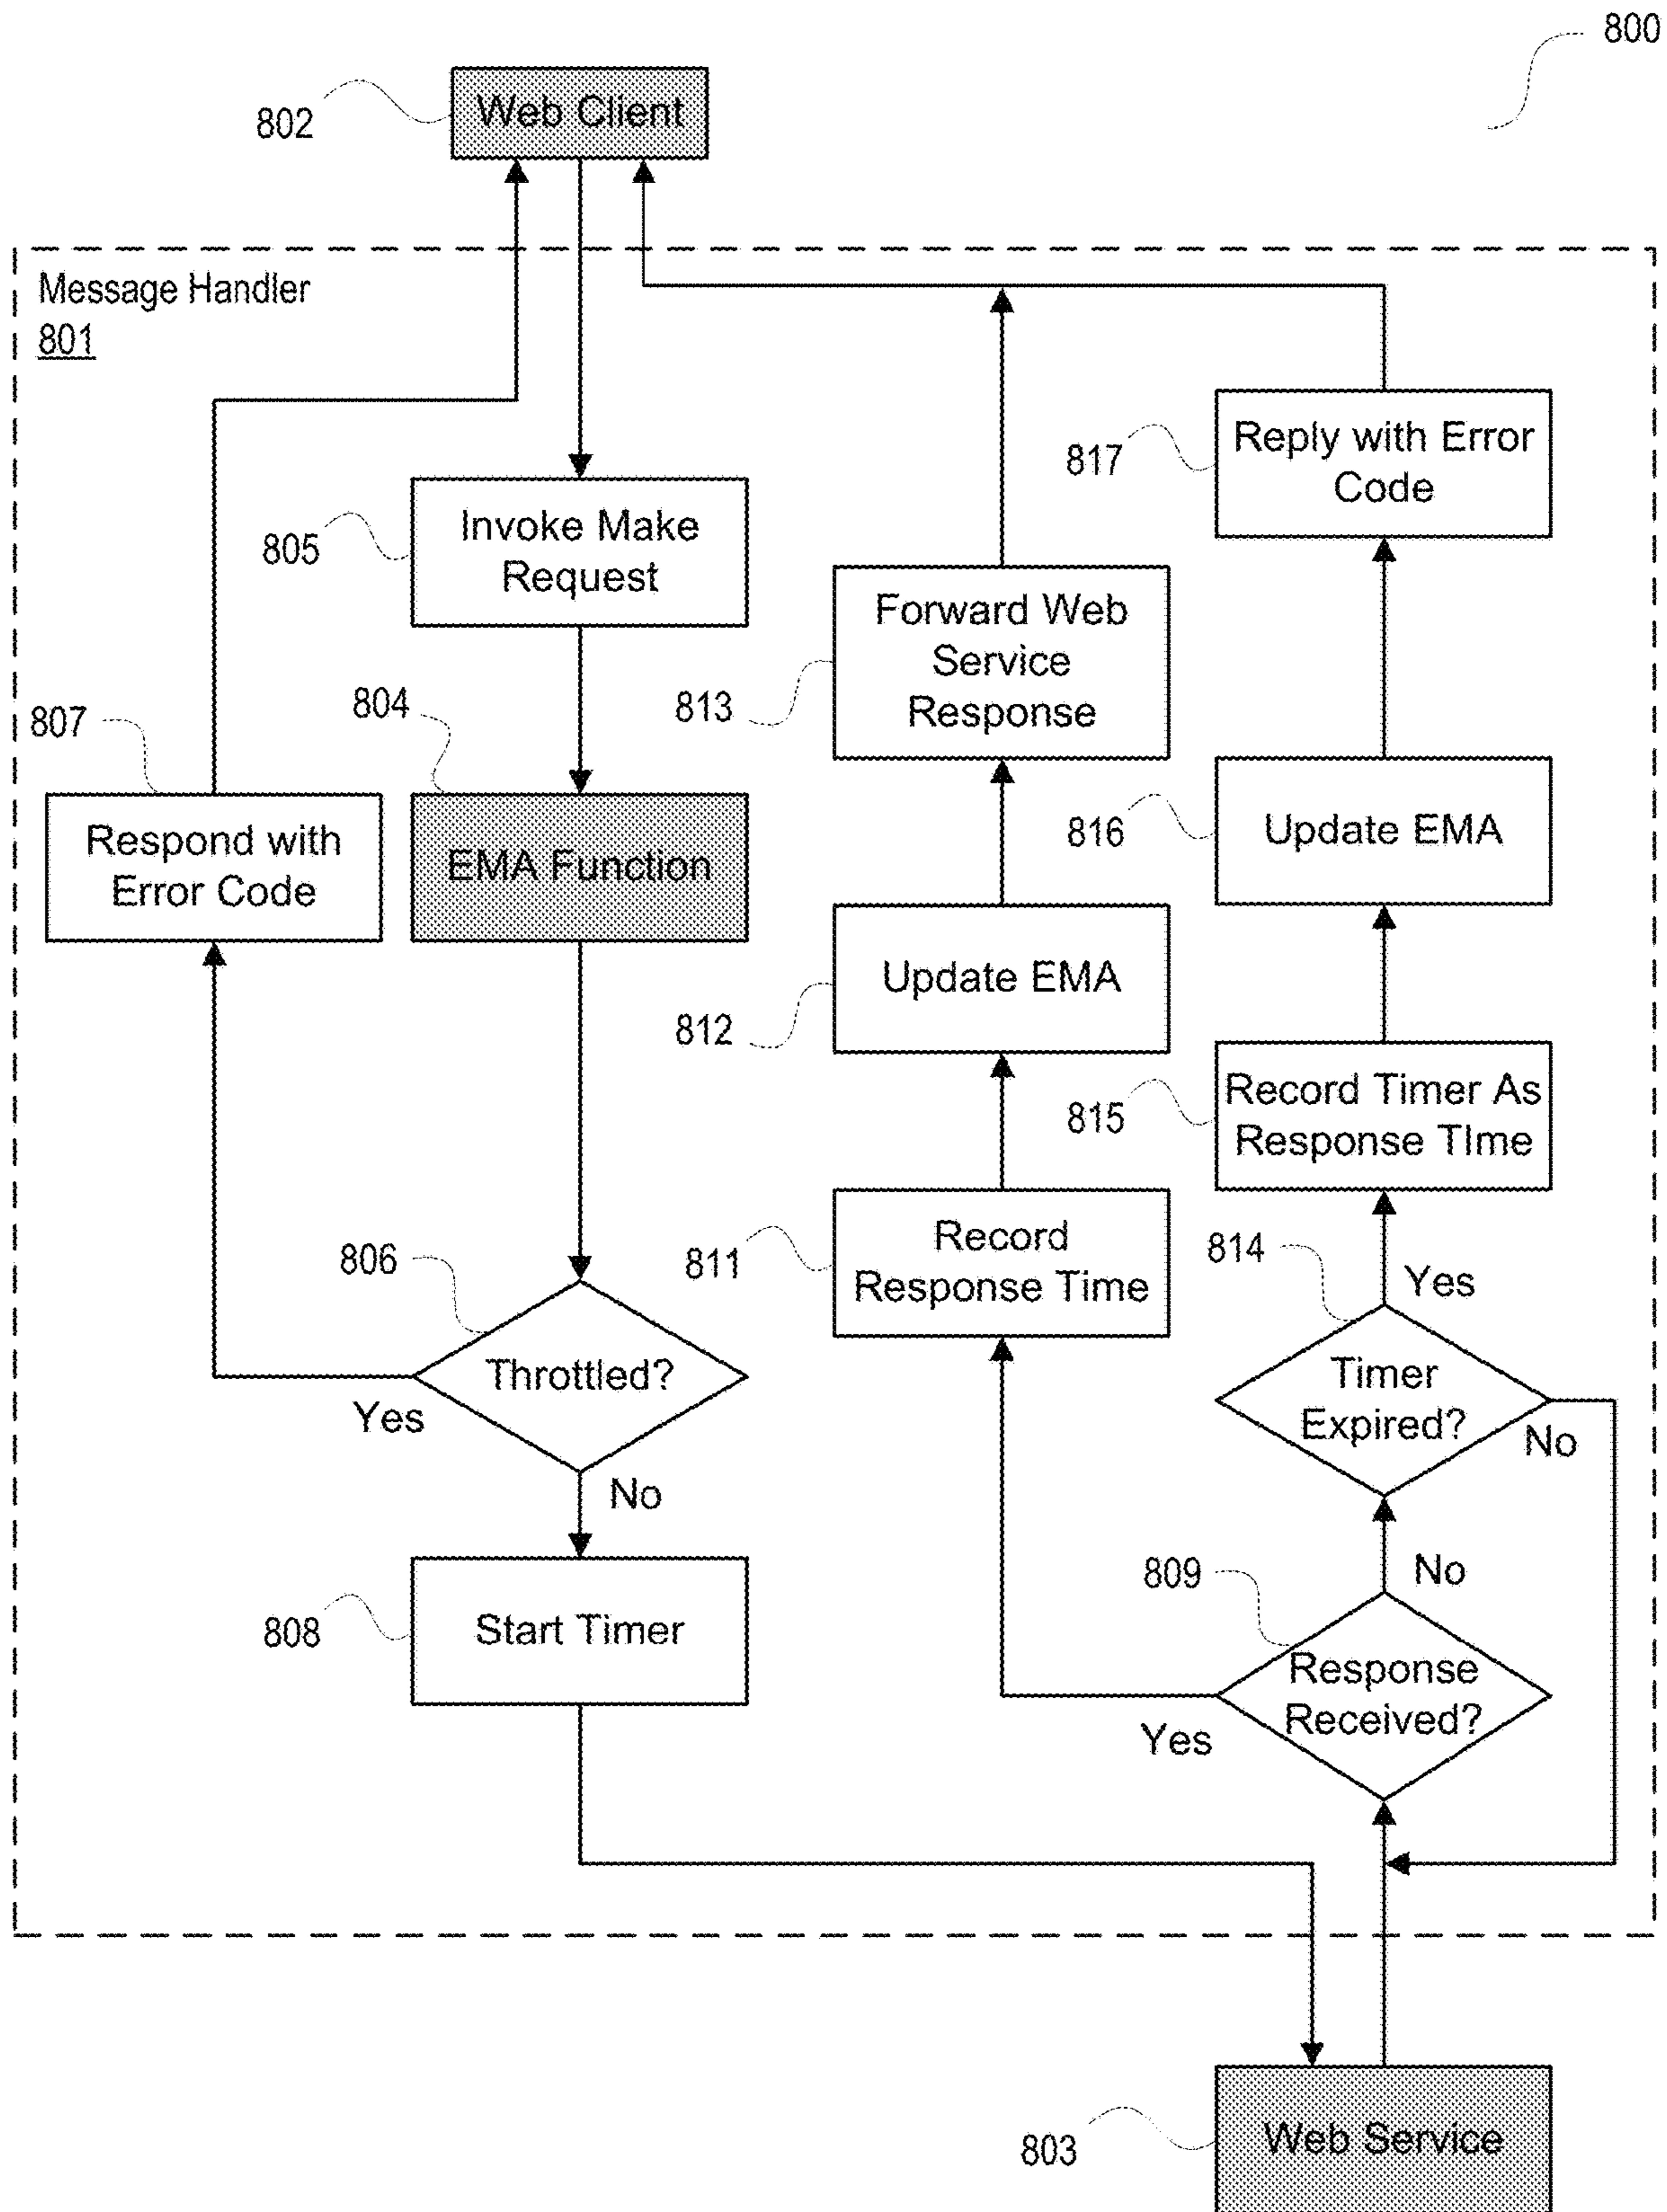 800
802
Web Client
Message Handler
801
805
Invoke Make
Request
817
Reply with Error
Code
813
Forward Web
Service
Response
807
804
Respond with
Error Code
EMA Function
816
Update EMA
812
Update EMA
815
Record Timer As
Response TIme
806
Throttled?
Yes
No
811
Record
Response Time
814
Yes
Timer
Expired?
No
808
Start Timer
809
No
Response
Received?
Yes
803
Web Service